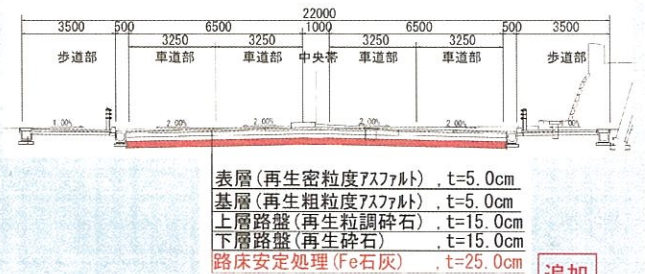 22000
3500 500 6500 1000 6500 500 3500
3250 3250 3250 3250
歩道部 車道部 車道部 中央帯 車道部 車道部 歩道部
1.00% 2.00% 2.00% 2.00% 2.00%
表層(再生密粒度アスファルト) ,t=5.0cm
基層(再生粗粒度アスファルト) ,t=5.0cm
上層路盤(再生粒調砕石) ,t=15.0cm
下層路盤(再生砕石) ,t=15.0cm
路床安定処理(Fe石灰) ,t=25.0cm
追加